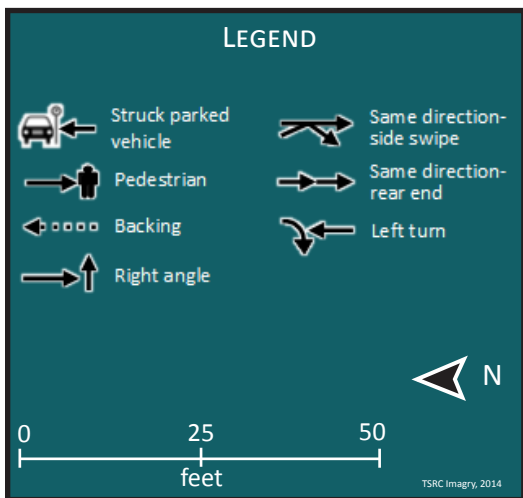 LEGEND
Struck parked
vehicle
Pedestrian
Backing
Right angle
Same direction-
side swipe
Same direction-
rear end
Left turn
N
0 25 50
feet
TSRC Imagry, 2014